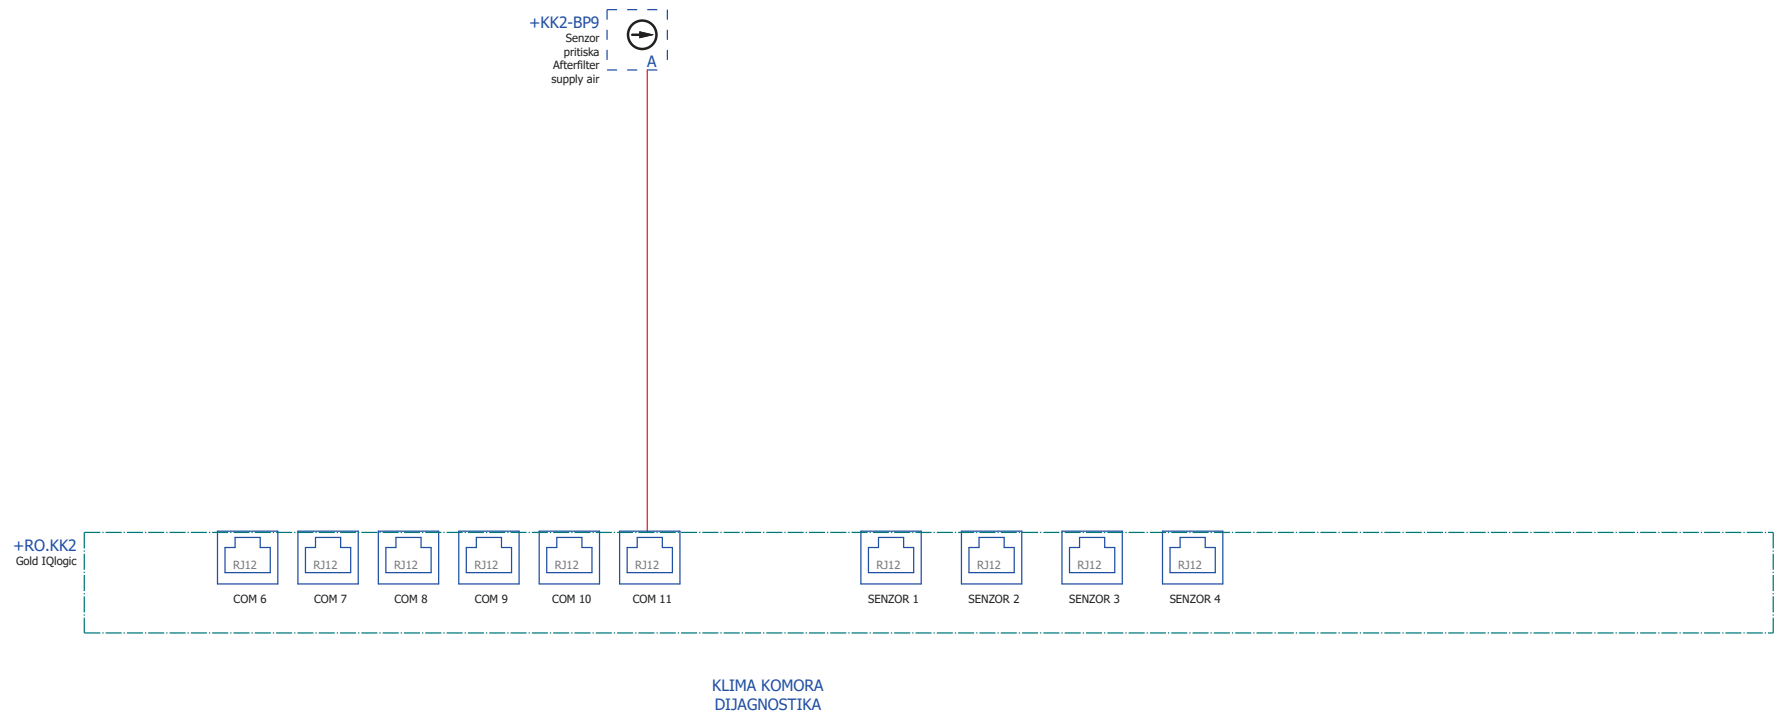 +KK2-BP9
Senzor
pritiska
Afterfilter
supply air
A
+RO.KK2
Gold IQlogic
RJ12
RJ12
RJ12
RJ12
RJ12
RJ12
RJ12
RJ12
RJ12
RJ12
COM 6
COM 7
COM 8
COM 9
COM 10
COM 11
SENZOR 1
SENZOR 2
SENZOR 3
SENZOR 4
KLIMA KOMORA
DIJAGNOSTIKA